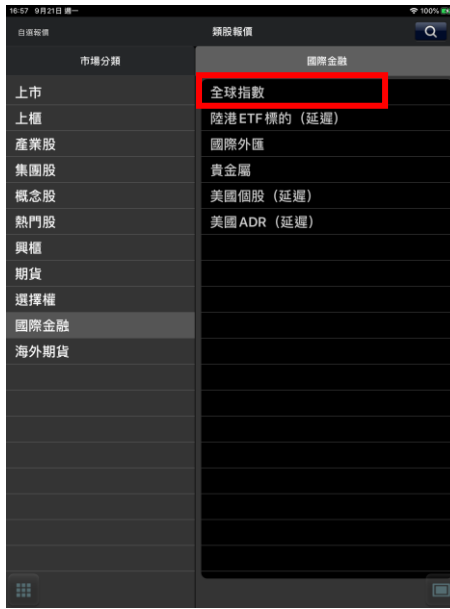 16:57 9月21日 週一
100%
自選報價
類股報價
市場分類
國際金融
上市
上櫃
產業股
集團股
概念股
熱門股
興櫃
期貨
選擇權
國際金融
海外期貨
全球指數
陸港ETF標的（延遲）
國際外匯
貴金屬
美國個股（延遲）
美國ADR（延遲）